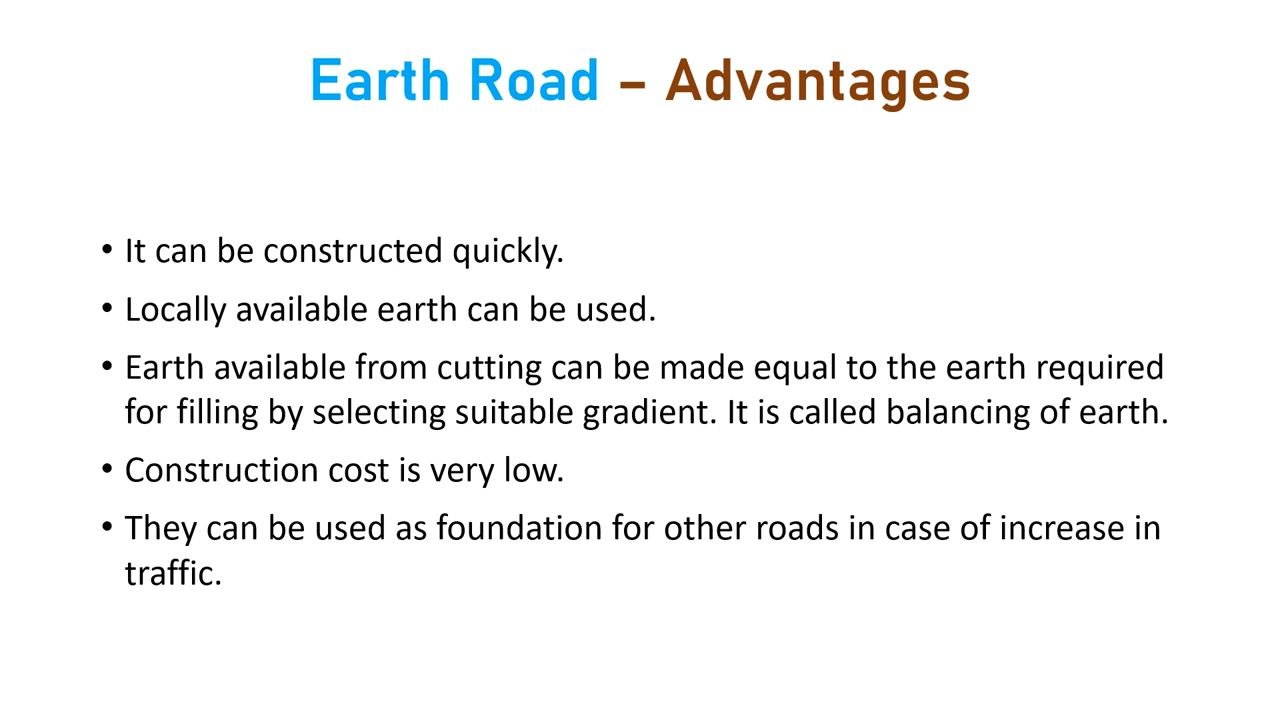 Earth Road – Advantages
• It can be constructed quickly.
• Locally available earth can be used.
• Earth available from cutting can be made equal to the earth required
for filling by selecting suitable gradient. It is called balancing of earth.
• Construction cost is very low.
• They can be used as foundation for other roads in case of increase in
traffic.